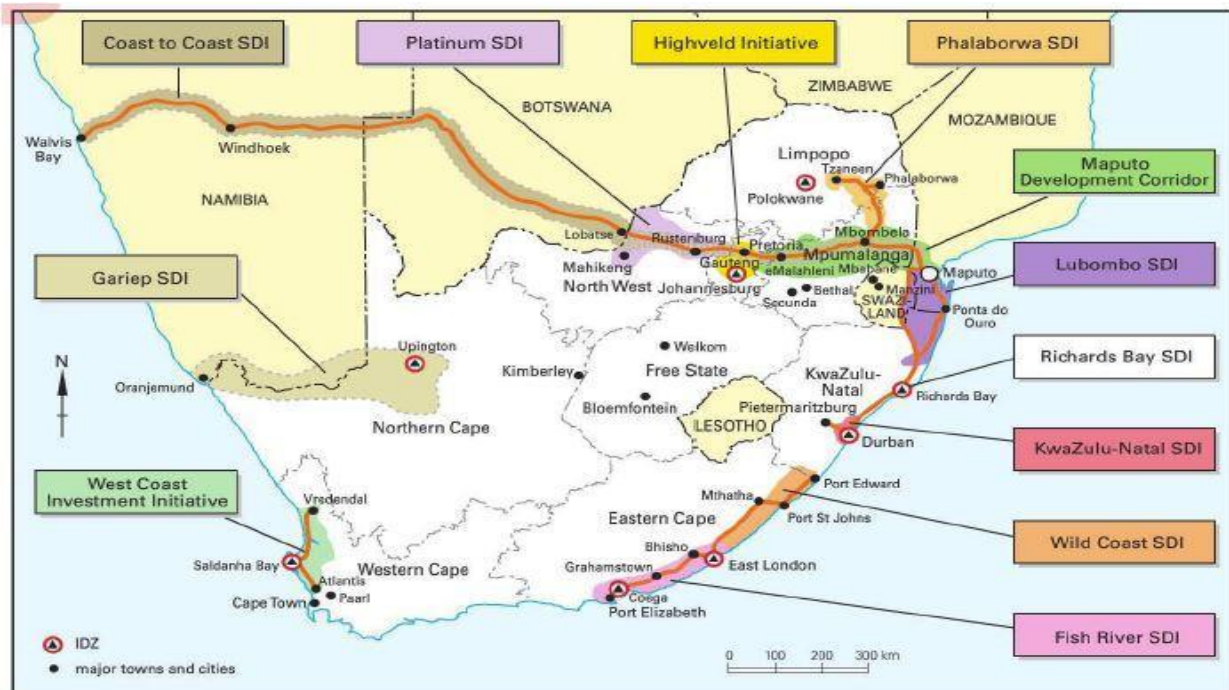 Coast to Coast SDI
Platinum SDI
Highveld Initiative
Phalaborwa SDI
ZIMBABWE
BOTSWANA
MOZAMBIQUE
Walvis
Bay
Windhoek
Limpopo
Tzaneen
Phalaborwa
Polokwane
Maputo
Development Corridor
NAMIBIA
Lobatse
Rustenburg
Pretoria
Mbombela
Mpumalanga
Gauteng
eMalahleni
Mbabane
Maputo
Mahikeng
North West
Johannesburg
Secunda
Bethal
Manzini
SWAZI-
LAND
Lubombo SDI
Ponta do
Ouro
Gariep SDI
Upington
Welkom
Richards Bay SDI
N
Oranjemund
Kimberley
Free State
KwaZulu-
Natal
Richards Bay
Bloemfontein
Pietermaritzburg
LESOTHO
Durban
KwaZulu-Natal SDI
Northern Cape
West Coast
Investment Initiative
Vredendal
Mthatha
Port Edward
Port St Johns
Eastern Cape
Wild Coast SDI
Bhisho
Saldanha Bay
Western Cape
Grahamstown
East London
Atlantis
Paarl
Cape Town
Coega
Port Elizabeth
Fish River SDI
IDZ
major towns and cities
0 100 200 300 km